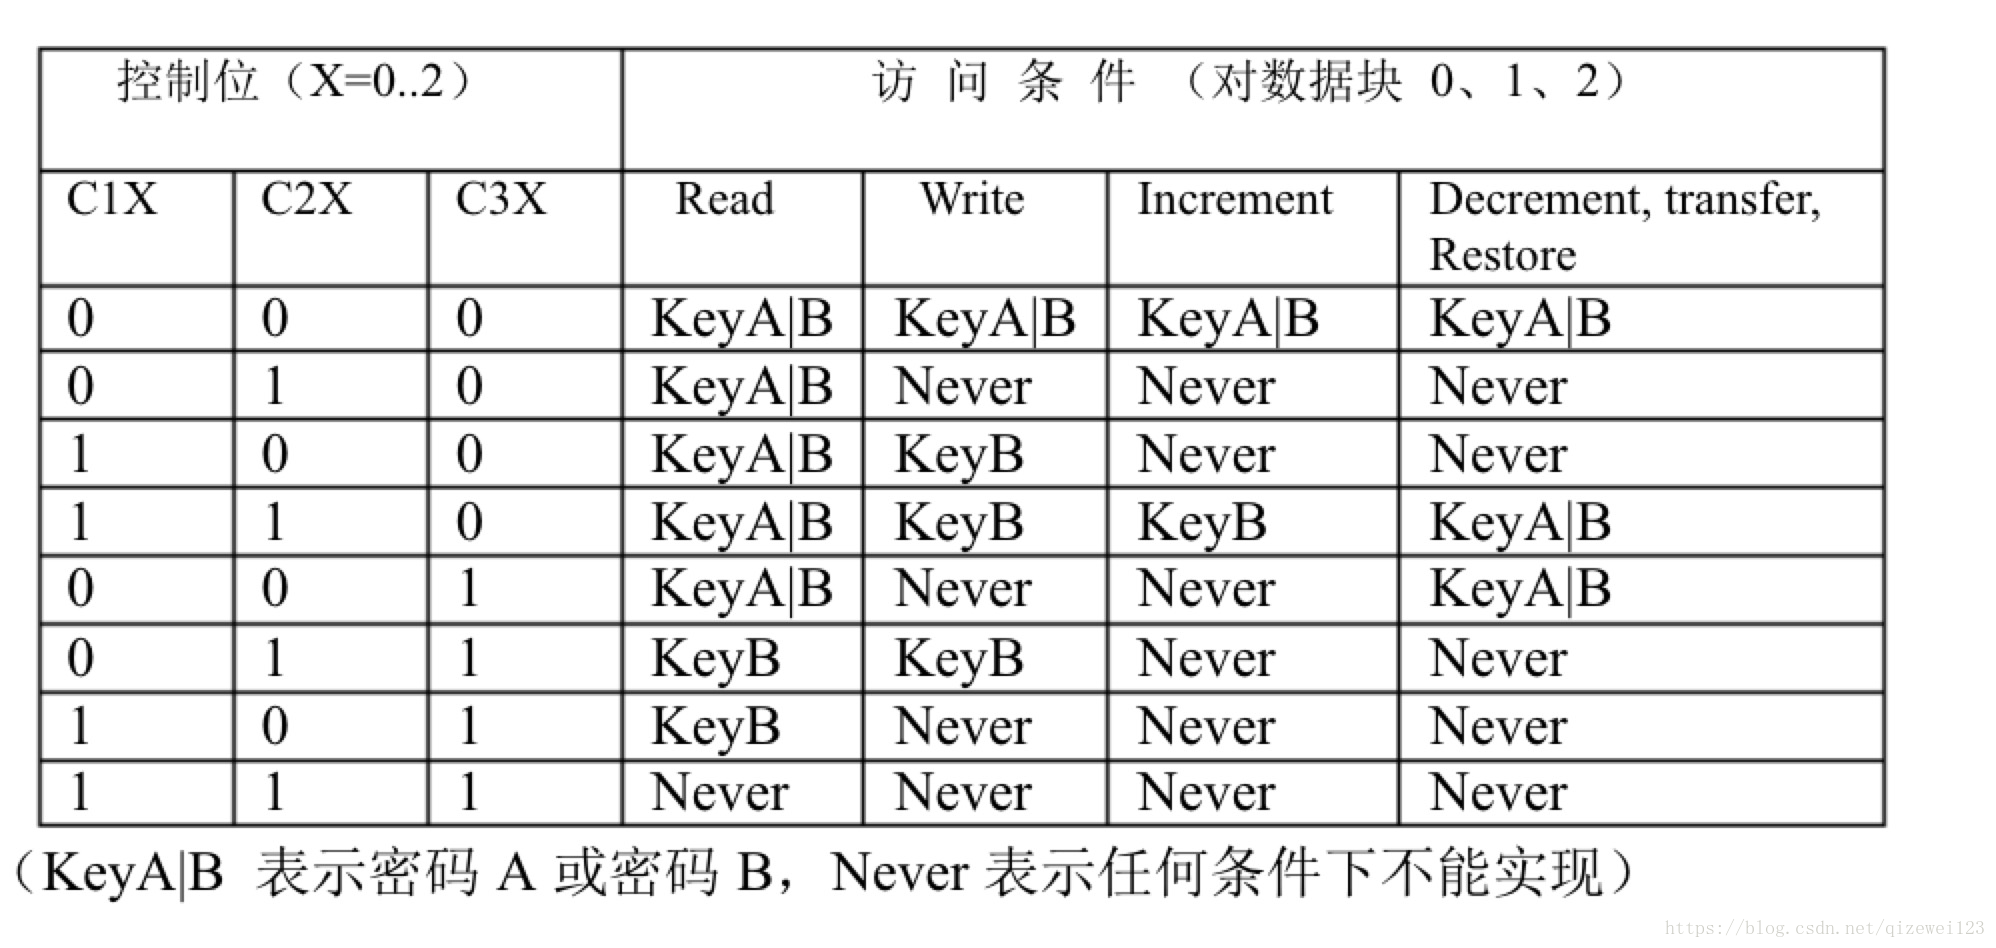 控制位（X=0..2） 访 问 条 件 （对数据块 0、1、2）
C1X C2X C3X Read Write Increment Decrement, transfer,
Restore
0 0 0 KeyA|B KeyA|B KeyA|B KeyA|B
0 1 0 KeyA|B Never Never Never
1 0 0 KeyA|B KeyB Never Never
1 1 0 KeyA|B KeyB KeyB KeyA|B
0 0 1 KeyA|B Never Never KeyA|B
0 1 1 KeyB KeyB Never Never
1 0 1 KeyB Never Never Never
1 1 1 Never Never Never Never
（KeyA|B 表示密码 A 或密码 B，Never 表示任何条件下不能实现）
https://blog.csdn.net/qizewei123